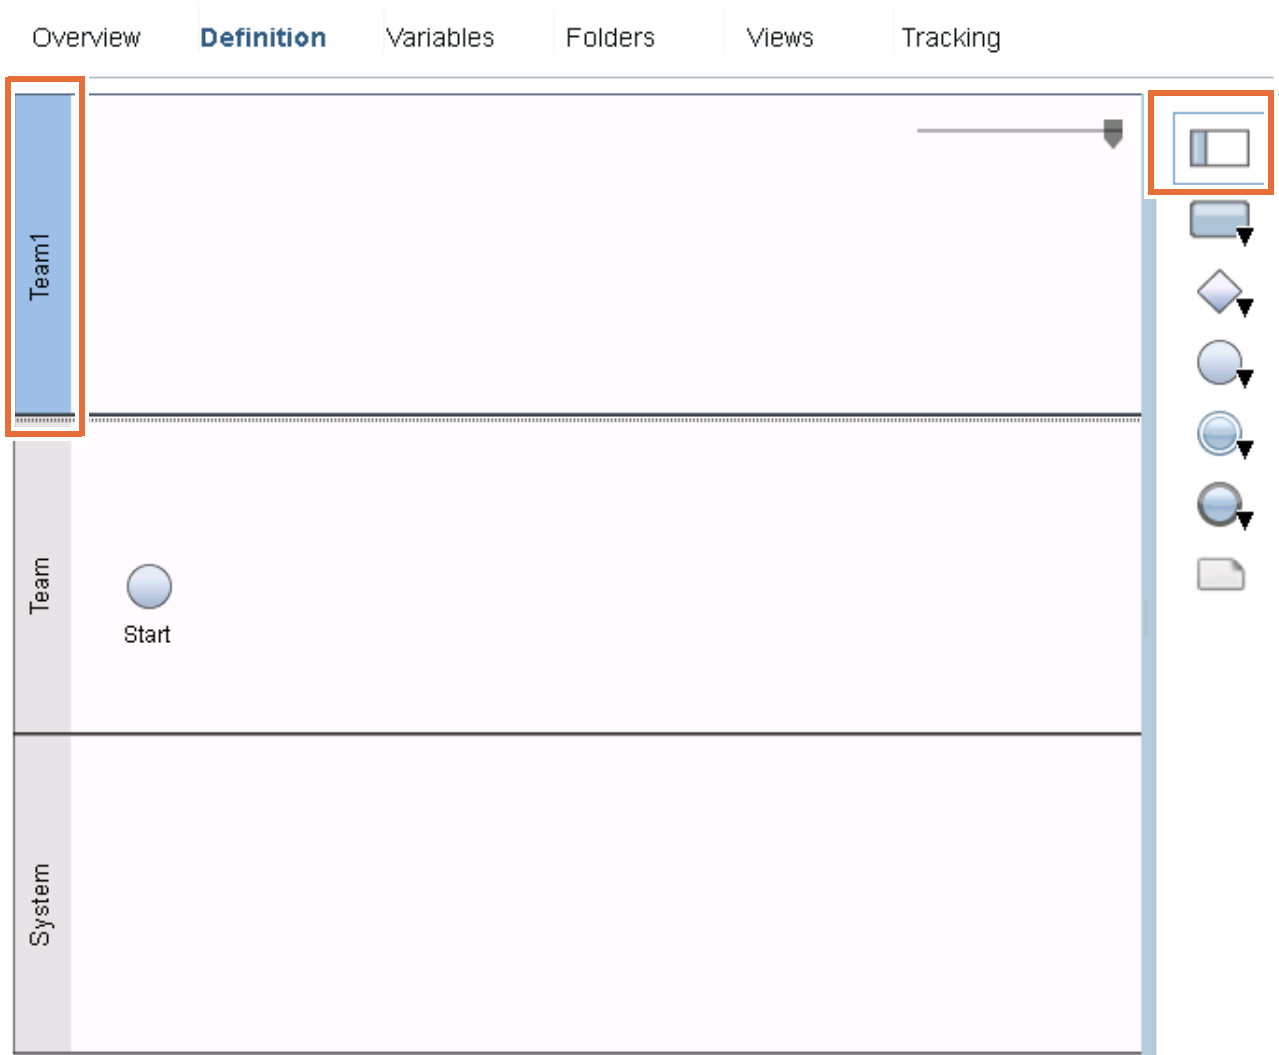 Overview Definition Variables Folders Views Tracking
Team1
Team
Start
System